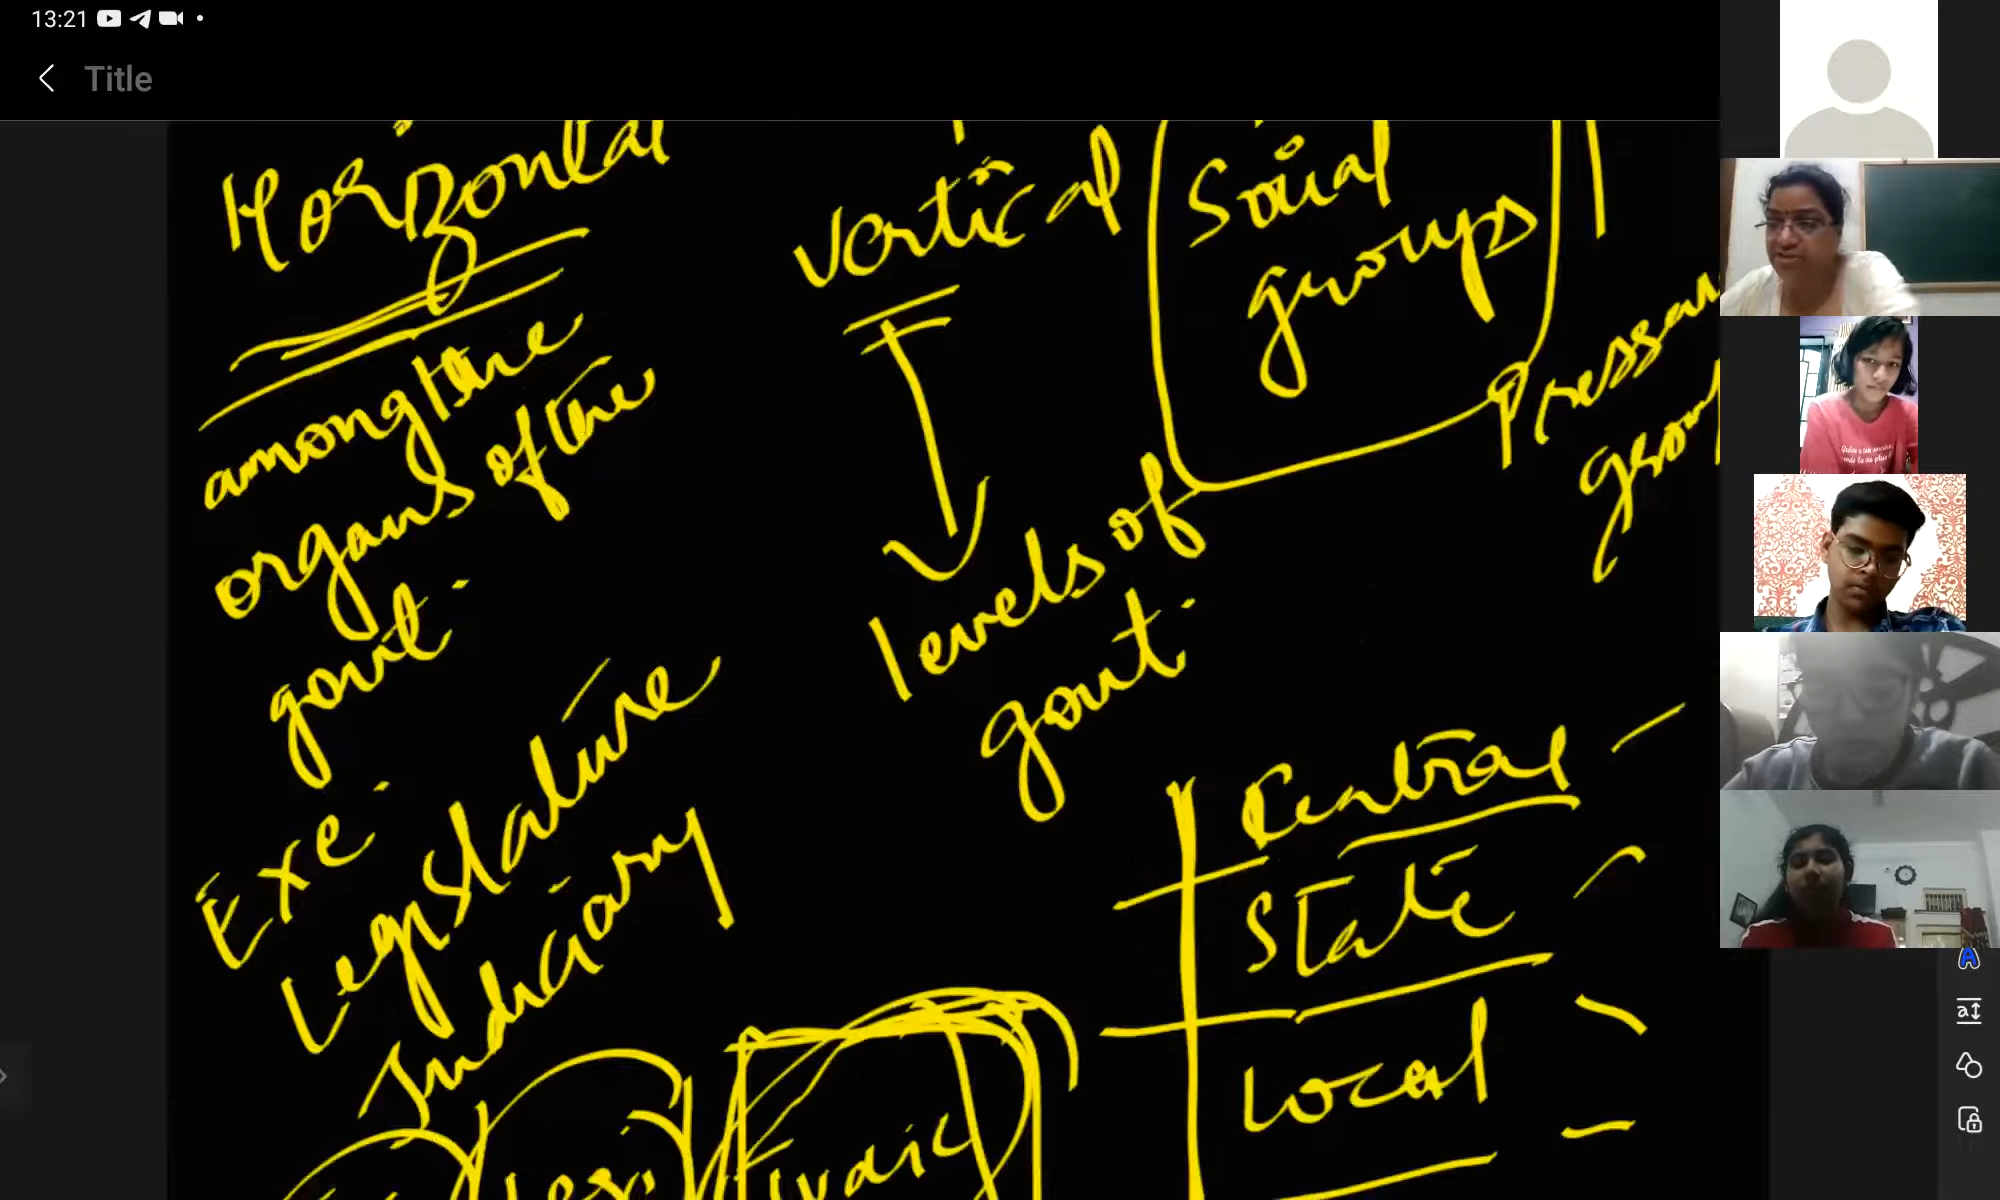 13:21
Title
Horizontal
among the
organs of the
govt.
Exe.
Legislature
Judiciary
vertical
levels of
govt.
Social
groups
Central
State
Local